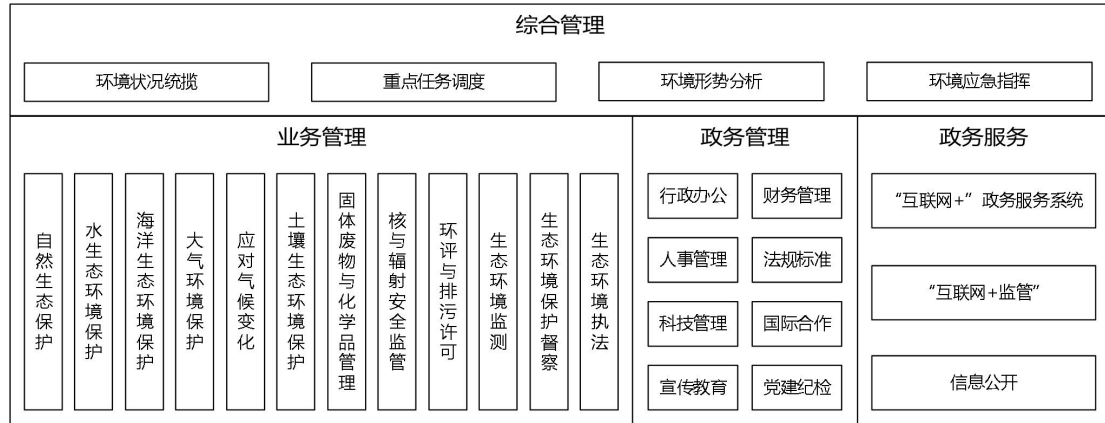 综合管理
环境状况统揽
重点任务调度
环境形势分析
环境应急指挥
业务管理
自然生态保护
水生态环境保护
海洋生态环境保护
大气环境保护
应对气候变化
土壤生态环境保护
固体废物与化学品管理
核与辐射安全监管
环评与排污许可
生态环境监测
生态环境保护督察
生态环境执法
政务管理
行政办公
财务管理
人事管理
法规标准
科技管理
国际合作
宣传教育
党建纪检
政务服务
“互联网+”政务服务系统
“互联网+监管”
信息公开